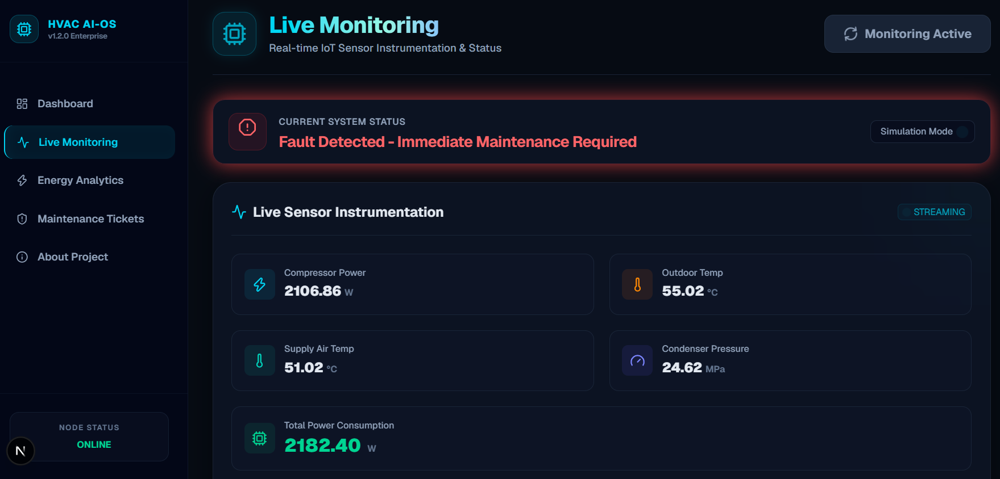 HVAC AI-OS
v1.2.0 Enterprise
Dashboard
Live Monitoring
Energy Analytics
Maintenance Tickets
About Project
NODE STATUS
ONLINE
N
Live Monitoring
Real-time IoT Sensor Instrumentation & Status
Monitoring Active
CURRENT SYSTEM STATUS
Fault Detected - Immediate Maintenance Required
Simulation Mode
Live Sensor Instrumentation
STREAMING
Compressor Power
2106.86 W
Outdoor Temp
55.02 °C
Supply Air Temp
51.02 °C
Condenser Pressure
24.62 MPa
Total Power Consumption
2182.40 W